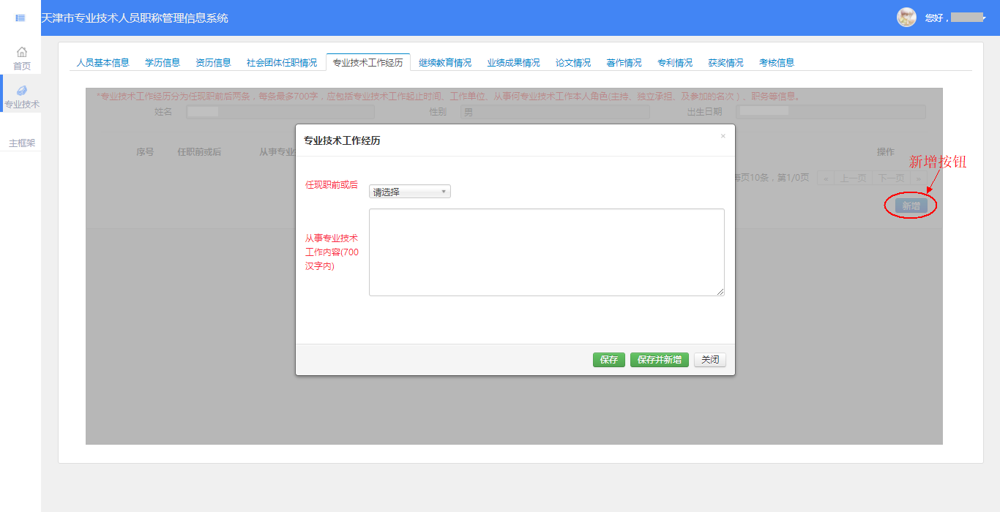 天津市专业技术人员职称管理信息系统
您好，
首页
专业技术
主框架
人员基本信息 学历信息 资历信息 社会团体任职情况 专业技术工作经历 继续教育情况 业绩成果情况 论文情况 著作情况 专利情况 获奖情况 考核信息
*专业技术工作经历分为任现职前后两条，每条最多700字，应包括专业技术工作起止时间、工作单位、从事何专业技术工作本人角色(主持、独立承担、及参加的名次）、职务等信息。
姓名 性别 男 出生日期
专业技术工作经历 ×
序号 任职前或后 从事专业 操作
新增按钮
每页10条，第1/0页 « 上一页 下一页 »
任现职前或后 请选择
新增
从事专业技术
工作内容(700
汉字内)
保存 保存并新增 关闭